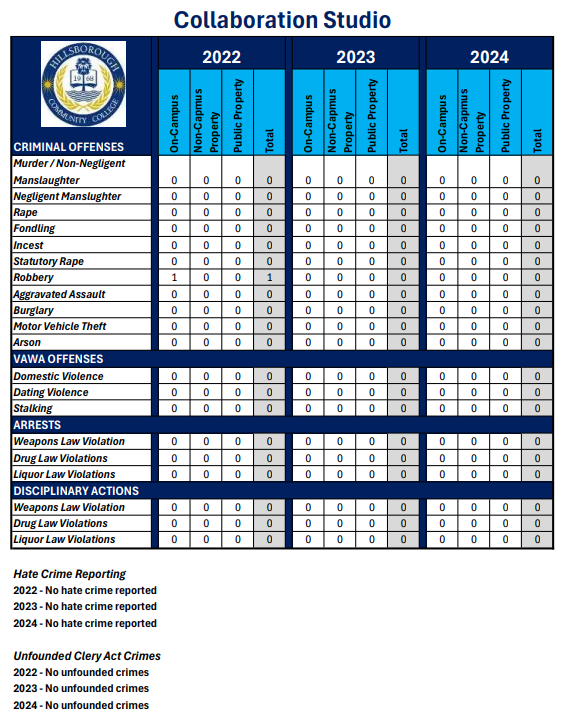 Collaboration Studio
HILLSBOROUGH
1968
COMMUNITY COLLEGE
2022 2023 2024
CRIMINAL OFFENSES On-Campus Non-Capmus Property Public Property Total On-Campus Non-Capmus Property Public Property Total On-Campus Non-Capmus Property Public Property Total
Murder / Non-Negligent
Manslaughter 0 0 0 0 0 0 0 0 0 0 0 0
Negligent Manslughter 0 0 0 0 0 0 0 0 0 0 0 0
Rape 0 0 0 0 0 0 0 0 0 0 0 0
Fondling 0 0 0 0 0 0 0 0 0 0 0 0
Incest 0 0 0 0 0 0 0 0 0 0 0 0
Statutory Rape 0 0 0 0 0 0 0 0 0 0 0 0
Robbery 1 0 0 1 0 0 0 0 0 0 0 0
Aggravated Assault 0 0 0 0 0 0 0 0 0 0 0 0
Burglary 0 0 0 0 0 0 0 0 0 0 0 0
Motor Vehicle Theft 0 0 0 0 0 0 0 0 0 0 0 0
Arson 0 0 0 0 0 0 0 0 0 0 0 0
VAWA OFFENSES
Domestic Violence 0 0 0 0 0 0 0 0 0 0 0 0
Dating Violence 0 0 0 0 0 0 0 0 0 0 0 0
Stalking 0 0 0 0 0 0 0 0 0 0 0 0
ARRESTS
Weapons Law Violation 0 0 0 0 0 0 0 0 0 0 0 0
Drug Law Violations 0 0 0 0 0 0 0 0 0 0 0 0
Liquor Law Violations 0 0 0 0 0 0 0 0 0 0 0 0
DISCIPLINARY ACTIONS
Weapons Law Violation 0 0 0 0 0 0 0 0 0 0 0 0
Drug Law Violations 0 0 0 0 0 0 0 0 0 0 0 0
Liquor Law Violations 0 0 0 0 0 0 0 0 0 0 0 0
Hate Crime Reporting
2022 - No hate crime reported
2023 - No hate crime reported
2024 - No hate crime reported
Unfounded Clery Act Crimes
2022 - No unfounded crimes
2023 - No unfounded crimes
2024 - No unfounded crimes